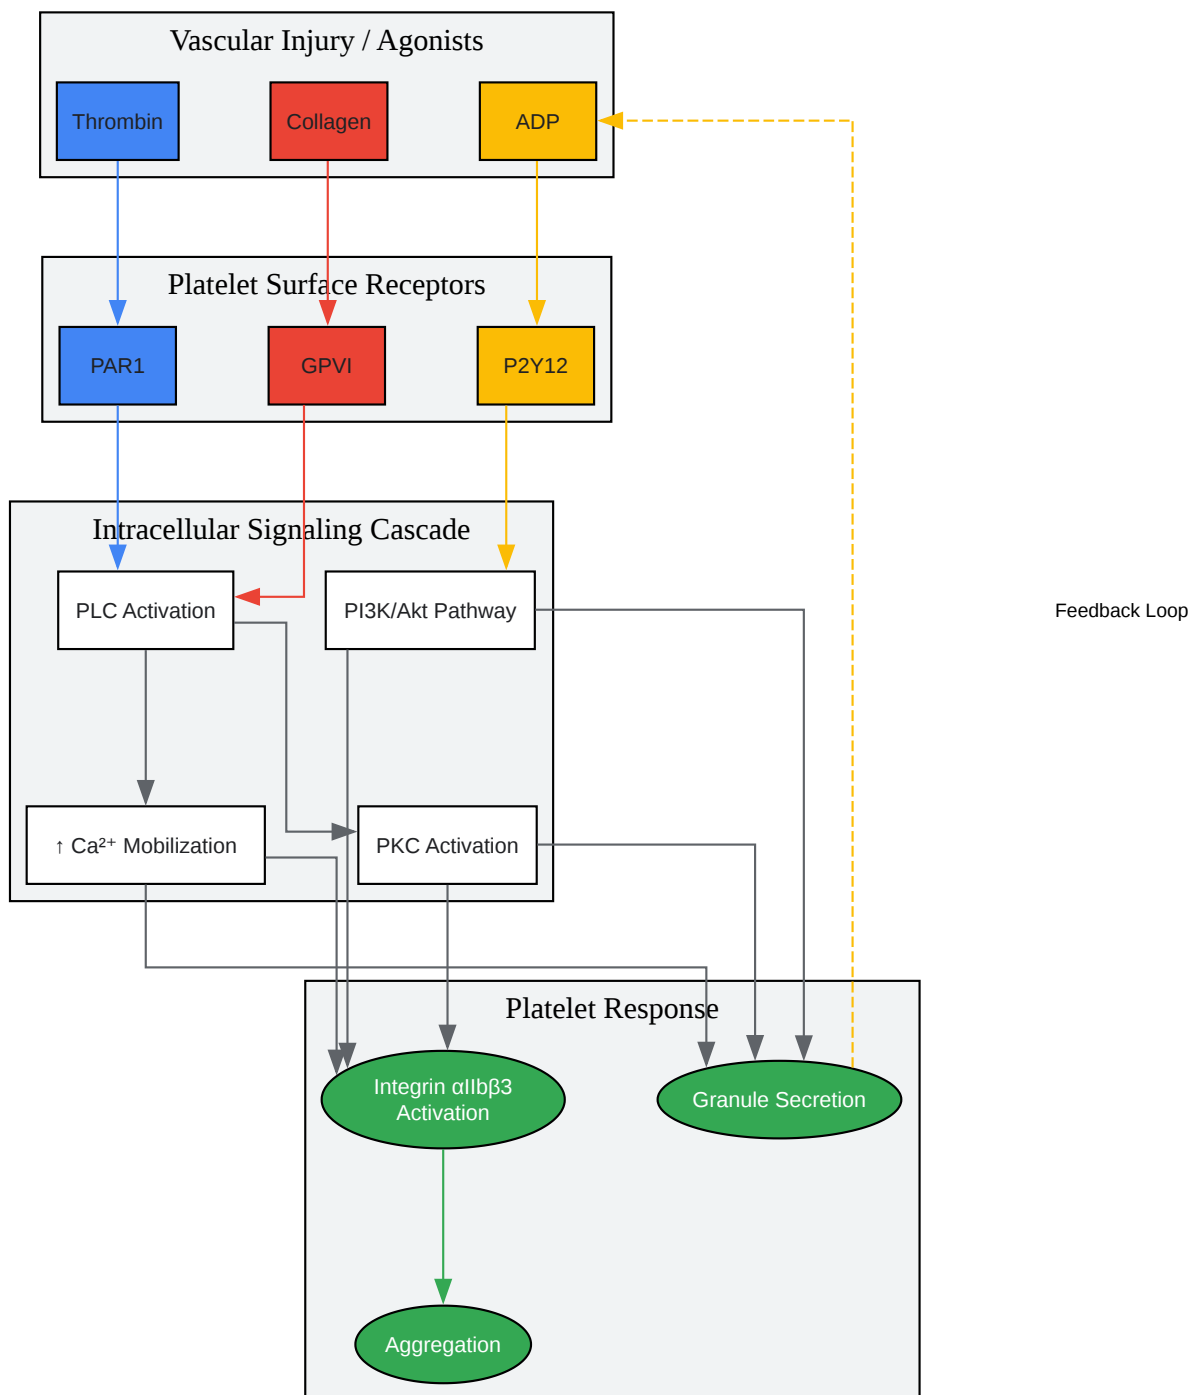 Vascular Injury / Agonists
Thrombin
Collagen
ADP
Platelet Surface Receptors
PAR1
GPVI
P2Y12
Intracellular Signaling Cascade
PLC Activation
PI3K/Akt Pathway
Feedback Loop
↑ Ca²⁺ Mobilization
PKC Activation
Platelet Response
Integrin αIIbβ3
Activation
Granule Secretion
Aggregation